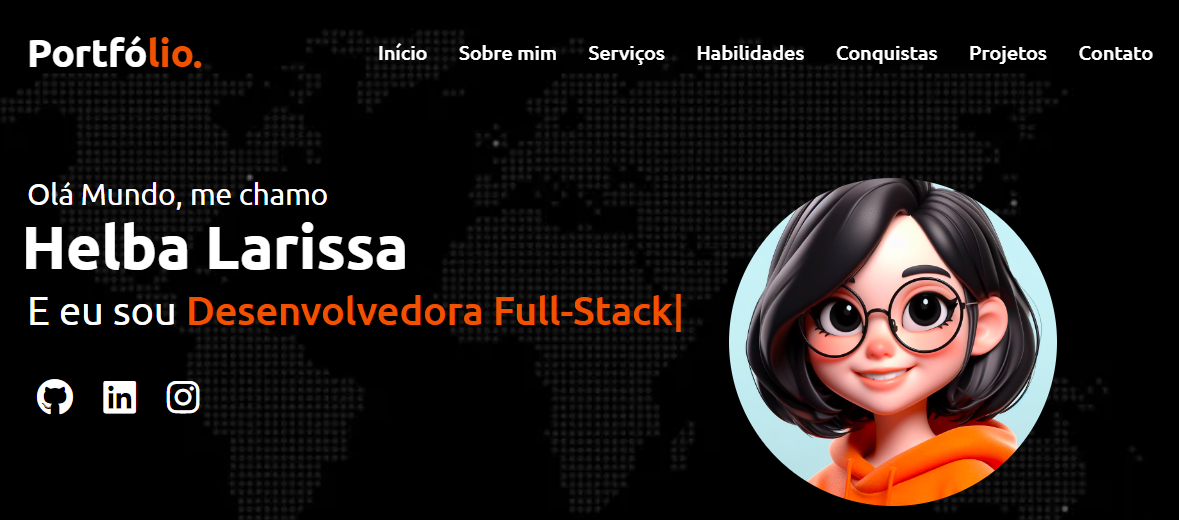 Portfólio.
Início Sobre mim Serviços Habilidades Conquistas Projetos Contato
Olá Mundo, me chamo
Helba Larissa
E eu sou Desenvolvedora Full-Stack|
in